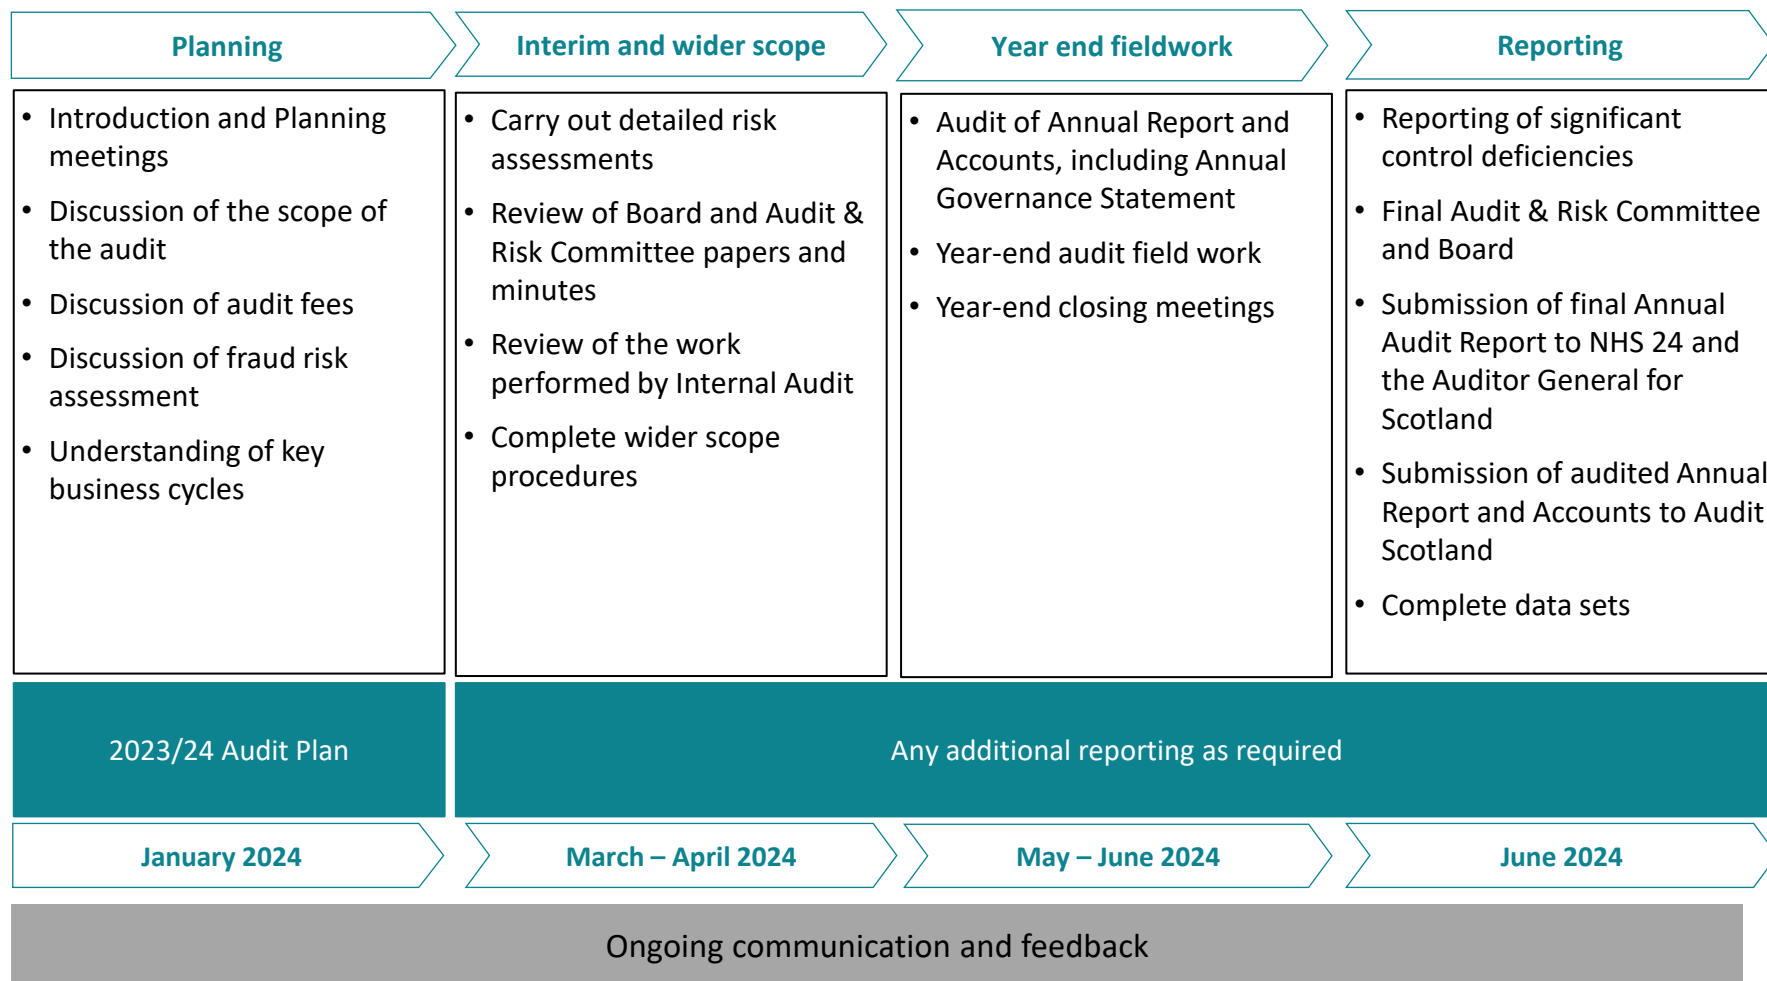 Planning
Interim and wider scope
Year end fieldwork
Reporting
• Introduction and Planning
meetings
• Discussion of the scope of
the audit
• Discussion of audit fees
• Discussion of fraud risk
assessment
• Understanding of key
business cycles
• Carry out detailed risk
assessments
• Review of Board and Audit &
Risk Committee papers and
minutes
• Review of the work
performed by Internal Audit
• Complete wider scope
procedures
• Audit of Annual Report and
Accounts, including Annual
Governance Statement
• Year-end audit field work
• Year-end closing meetings
• Reporting of significant
control deficiencies
• Final Audit & Risk Committee
and Board
• Submission of final Annual
Audit Report to NHS 24 and
the Auditor General for
Scotland
• Submission of audited Annual
Report and Accounts to Audit
Scotland
• Complete data sets
2023/24 Audit Plan
Any additional reporting as required
January 2024
March – April 2024
May – June 2024
June 2024
Ongoing communication and feedback